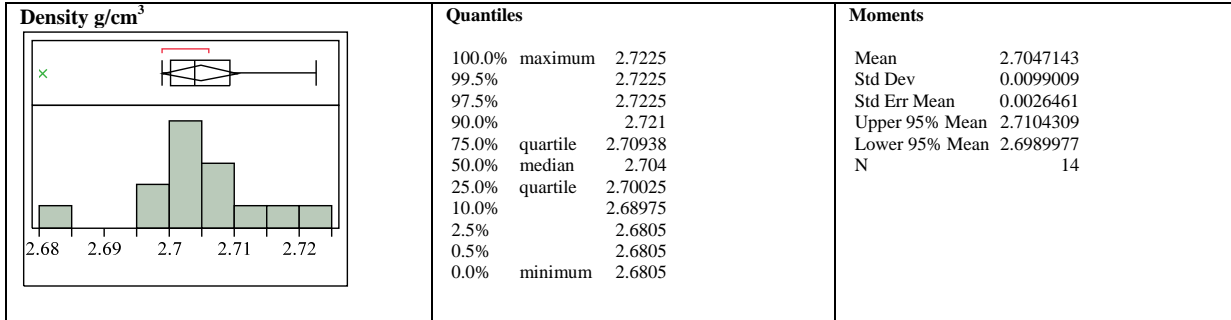 Density g/cm³
2.68 2.69 2.7 2.71 2.72
Quantiles
100.0% maximum 2.7225
99.5% 2.7225
97.5% 2.7225
90.0% 2.721
75.0% quartile 2.70938
50.0% median 2.704
25.0% quartile 2.70025
10.0% 2.68975
2.5% 2.6805
0.5% 2.6805
0.0% minimum 2.6805
Moments
Mean 2.7047143
Std Dev 0.0099009
Std Err Mean 0.0026461
Upper 95% Mean 2.7104309
Lower 95% Mean 2.6989977
N 14